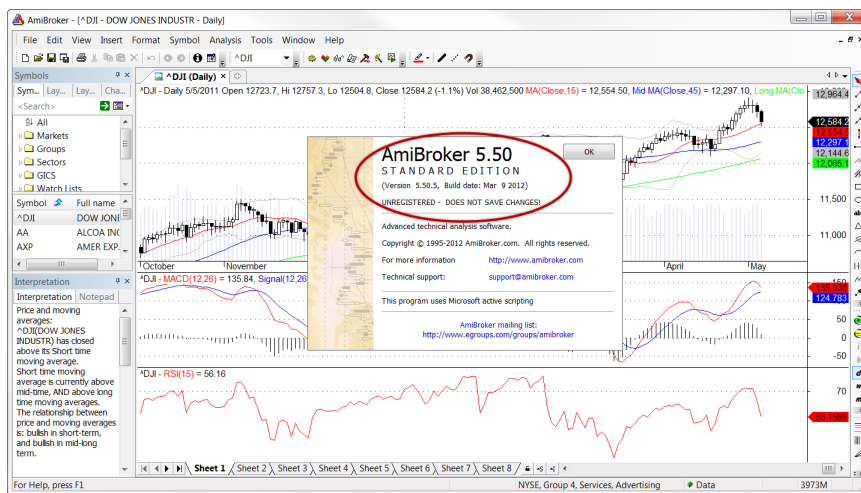 AmiBroker - [^DJI - DOW JONES INDUSTR - Daily]
File Edit View Insert Format Symbol Analysis Tools Window Help
^DJI
Symbols
^DJI (Daily)
Sym... Lay... Lay... Cha...
<Search>
All
Markets
Groups
Sectors
GICS
Watch Lists
Symbol Full name
^DJI DOW JONE
AA ALCOA INC
AXP AMER EXP
Interpretation
Interpretation Notepad
Price and moving
averages:
^DJI(DOW JONES
INDUSTR) has closed
above its Short time
moving average.
Short time moving
average is currently above
mid-time, AND above long
time moving averages.
The relationship between
price and moving averages
is: bullish in short-term,
and bullish in mid-long
term.
^DJI - Daily 5/5/2011 Open 12723.7, Hi 12757.3, Lo 12504.8, Close 12584.2 (-1.1%) Vol 38,462,500 MA(Close,15) = 12,554.50, Mid MA(Close,45) = 12,297.10, Long MA(Clo
12,964.4
12,584.2
12,554.5
12,297.1
12,144.6
12,065.1
11,500
11,000
October November April May
AmiBroker 5.50
STANDARD EDITION
(Version 5.50.5, Build date: Mar 9 2012)
UNREGISTERED - DOES NOT SAVE CHANGES!
OK
Advanced technical analysis software.
Copyright © 1995-2012 AmiBroker.com. All rights reserved.
For more information http://www.amibroker.com
Technical support: support@amibroker.com
This program uses Microsoft active scripting
AmiBroker mailing list:
http://www.egroups.com/groups/amibroker
^DJI - MACD(12,26) = 135.84, Signal(12,26
150
135.838
124.783
50
0
-50
^DJI - RSI(15) = 56.16
70
56.1580
Sheet 1 Sheet 2 Sheet 3 Sheet 4 Sheet 5 Sheet 6 Sheet 7 Sheet 8
For Help, press F1
NYSE, Group 4, Services, Advertising Data 3973M